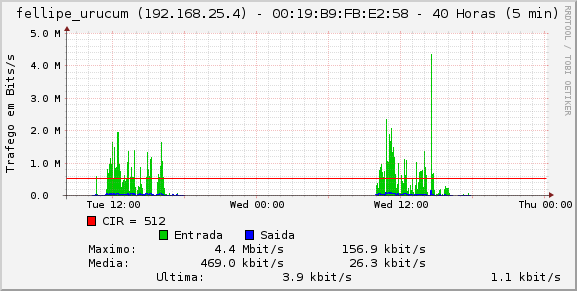 fellipe_urucum (192.168.25.4) - 00:19:B9:FB:E2:58 - 40 Horas (5 min)
RRDTOOL / TOBI OETIKER
Trafego em Bits/s
5.0 M
4.0 M
3.0 M
2.0 M
1.0 M
0.0
Tue 12:00 Wed 00:00 Wed 12:00 Thu 00:00
CIR = 512
Entrada Saida
Maximo: 4.4 Mbit/s 156.9 kbit/s
Media: 469.0 kbit/s 26.3 kbit/s
Ultima: 3.9 kbit/s 1.1 kbit/s